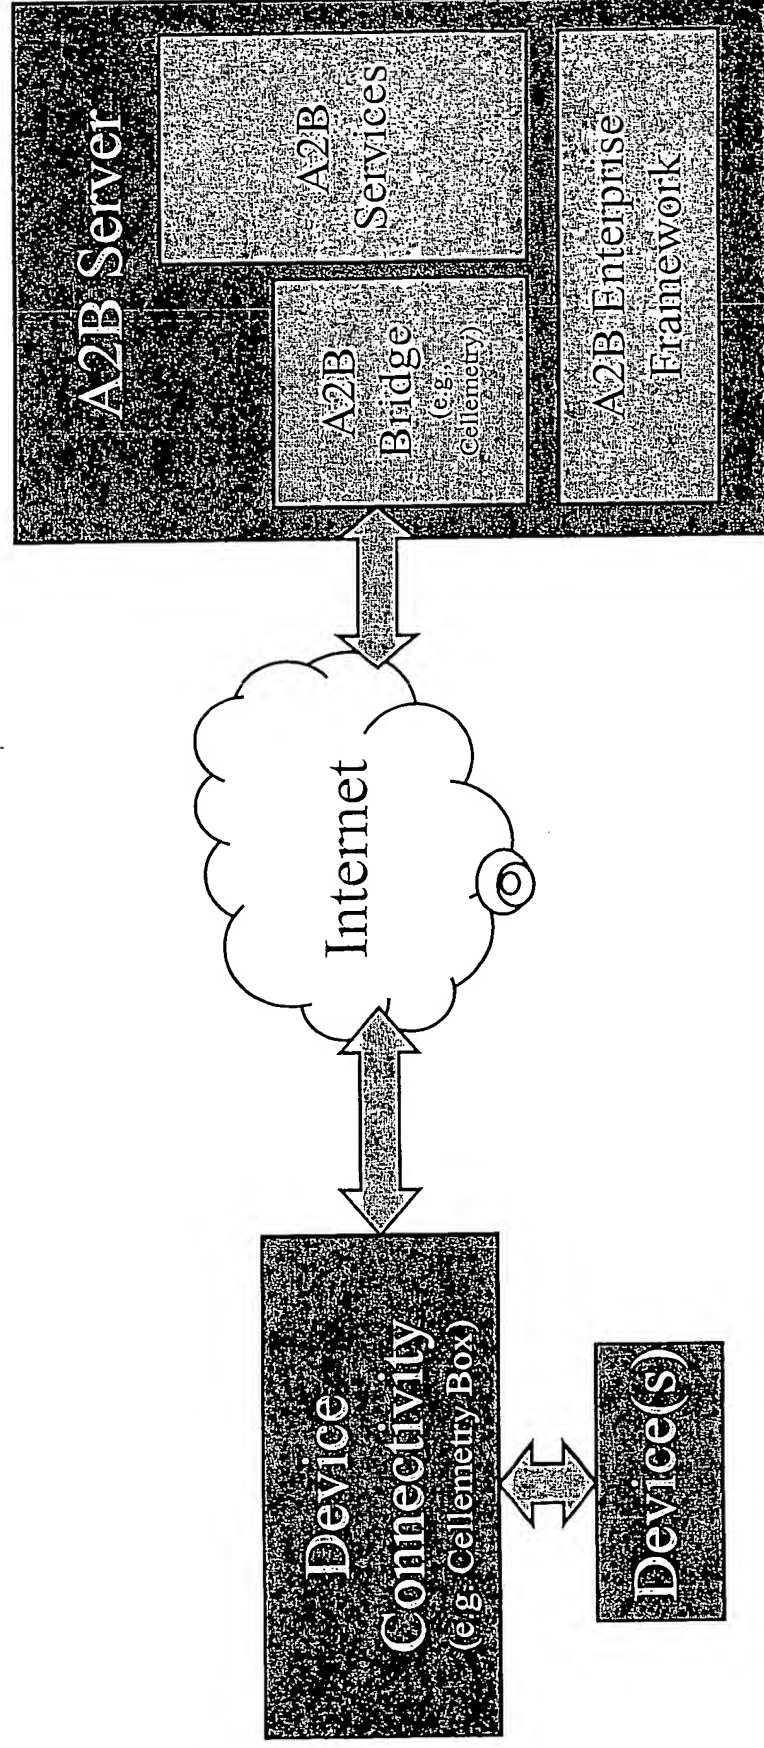 A2B Server
A2B
Services
A2B
Bridge
(e.g.,
Cellemetry)
A2B Enterprise
Framework
Internet
Device
Connectivity
(e.g. Cellemetry Box)
Device(s)